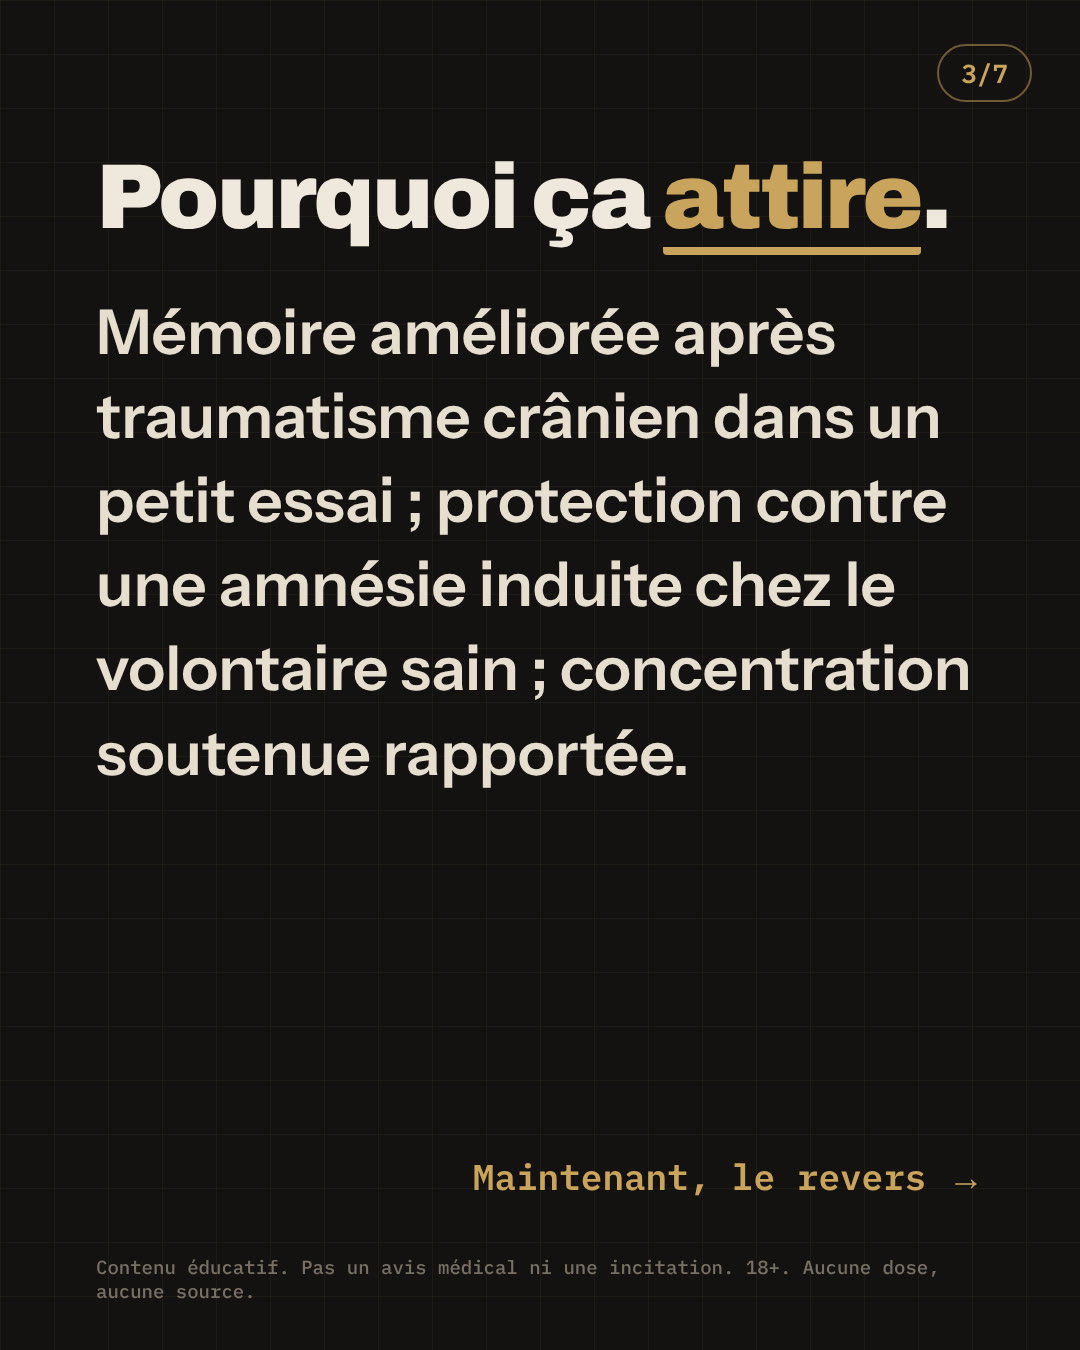 3/7
Pourquoi ça attire.
Mémoire améliorée après
traumatisme crânien dans un
petit essai ; protection contre
une amnésie induite chez le
volontaire sain ; concentration
soutenue rapportée.
Maintenant, le revers →
Contenu éducatif. Pas un avis médical ni une incitation. 18+. Aucune dose,
aucune source.